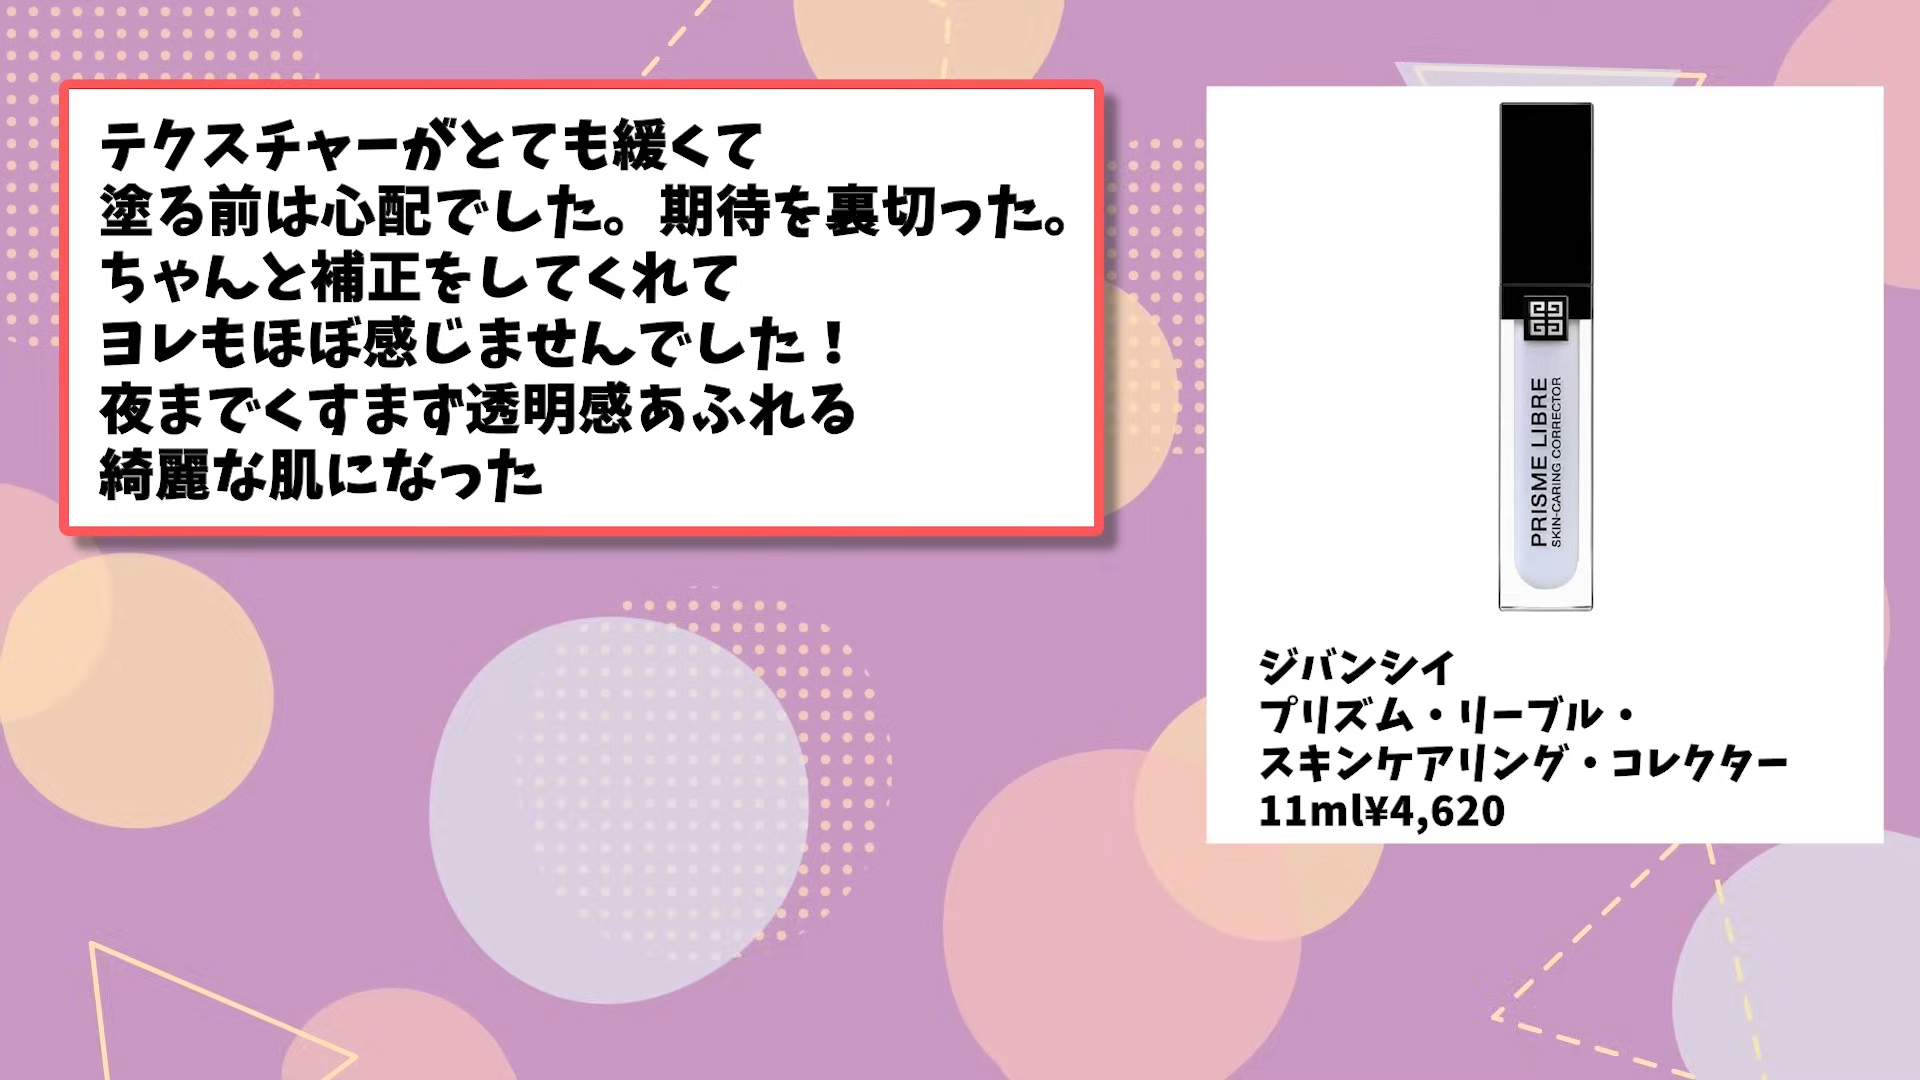 テクスチャーがとても緩くて
塗る前は心配でした。期待を裏切った。
ちゃんと補正をしてくれて
ヨレもほぼ感じませんでした！
夜までくすまず透明感あふれる
綺麗な肌になった
PRISME LIBRE
SKIN-CARING CORRECTOR
ジバンシイ
プリズム・リーブル・
スキンケアリング・コレクター
11ml¥4,620